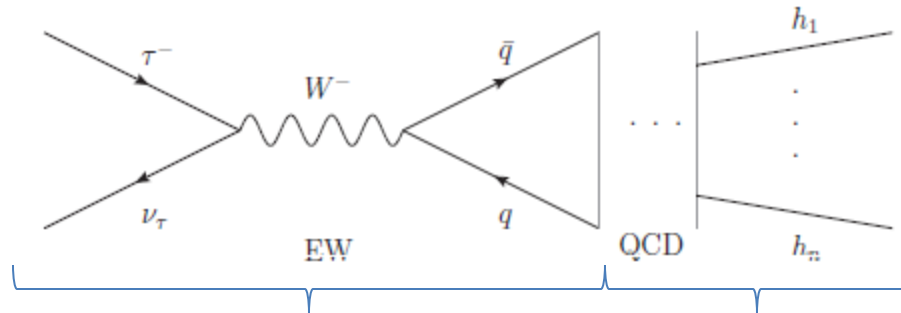 h₁
τ⁻
q̄
W⁻
. . .
ν_τ
q
EW
QCD
hₙ